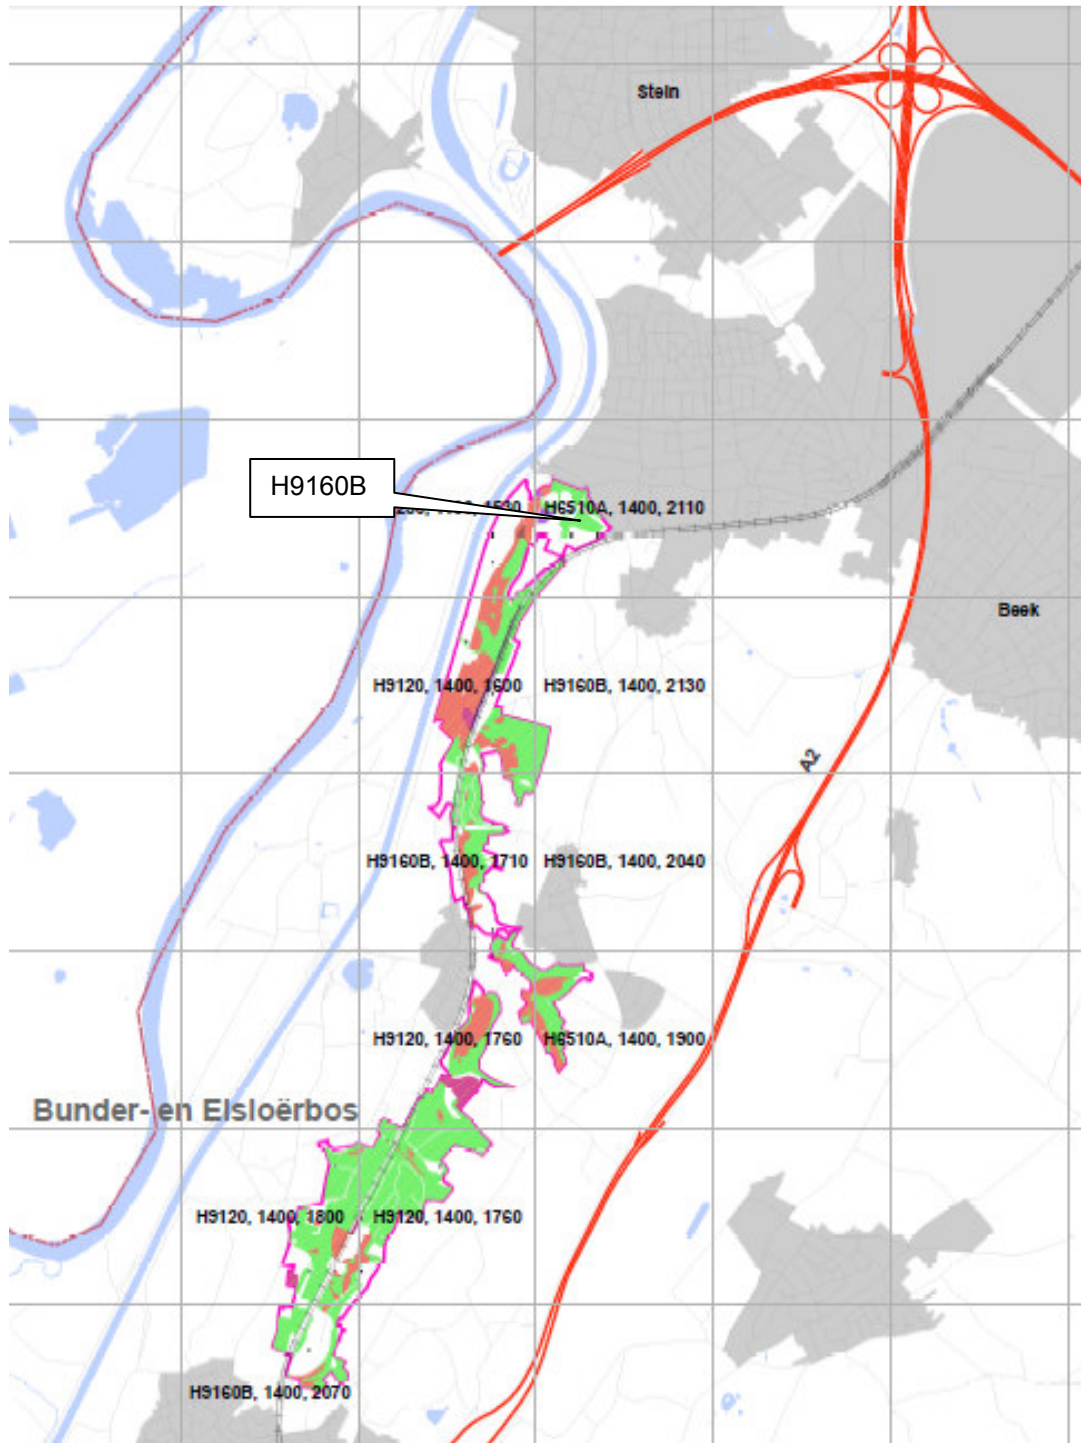 Stein
H9160B
1530 H6510A, 1400, 2110
Beek
H9120, 1400, 1600 H9160B, 1400, 2130
A2
H9160B, 1400, 1710 H9160B, 1400, 2040
H9120, 1400, 1760 H6510A, 1400, 1900
Bunder- en Elsloërbos
H9120, 1400, 1800 H9120, 1400, 1760
H9160B, 1400, 2070